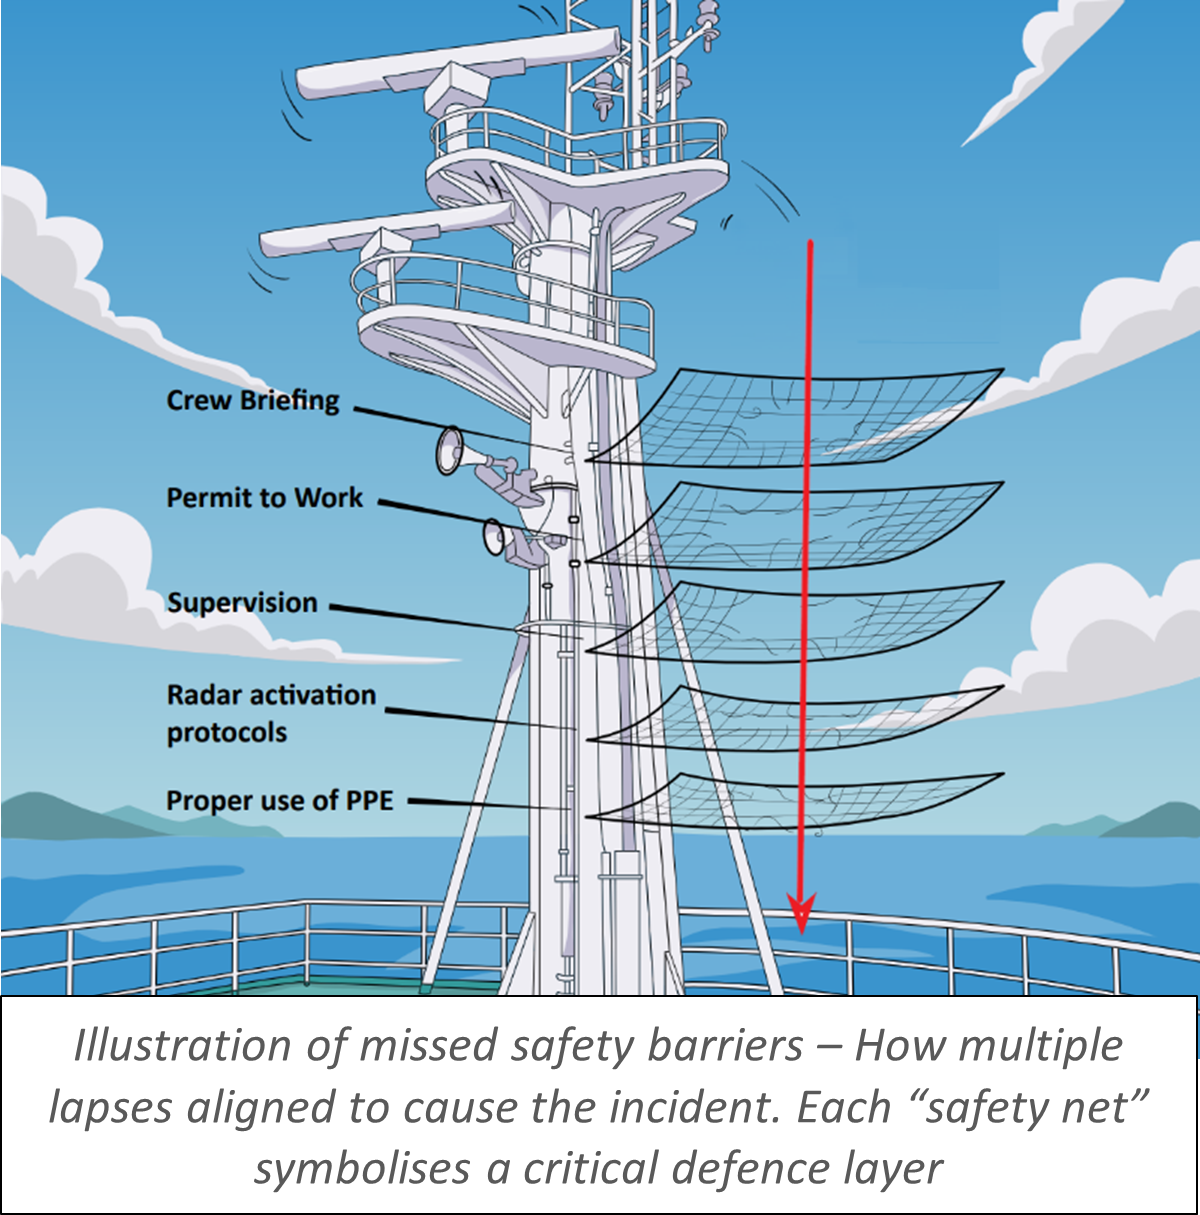 Crew Briefing
Permit to Work
Supervision
Radar activation
protocols
Proper use of PPE
Illustration of missed safety barriers – How multiple
lapses aligned to cause the incident. Each “safety net”
symbolises a critical defence layer